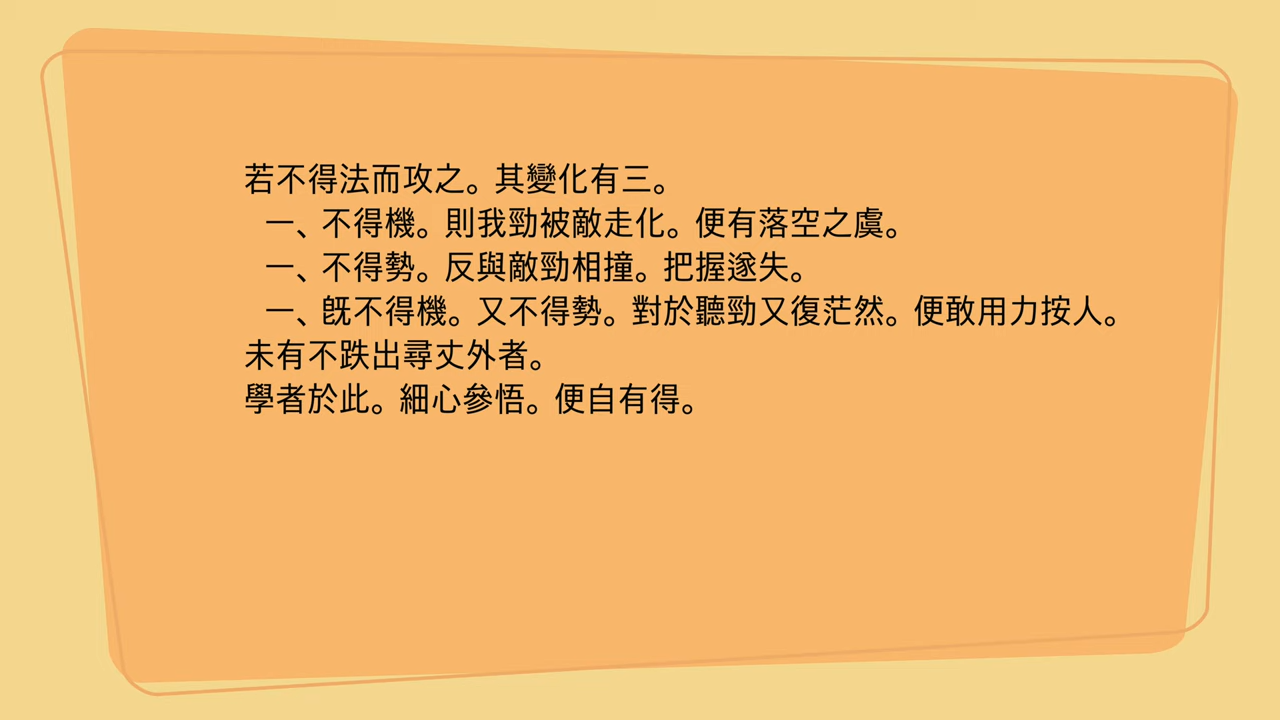 若不得法而攻之。其變化有三。
一、不得機。則我勁被敵走化。便有落空之虞。
一、不得勢。反與敵勁相撞。把握遂失。
一、旣不得機。又不得勢。對於聽勁又復茫然。便敢用力按人。
未有不跌出尋丈外者。
學者於此。細心參悟。便自有得。